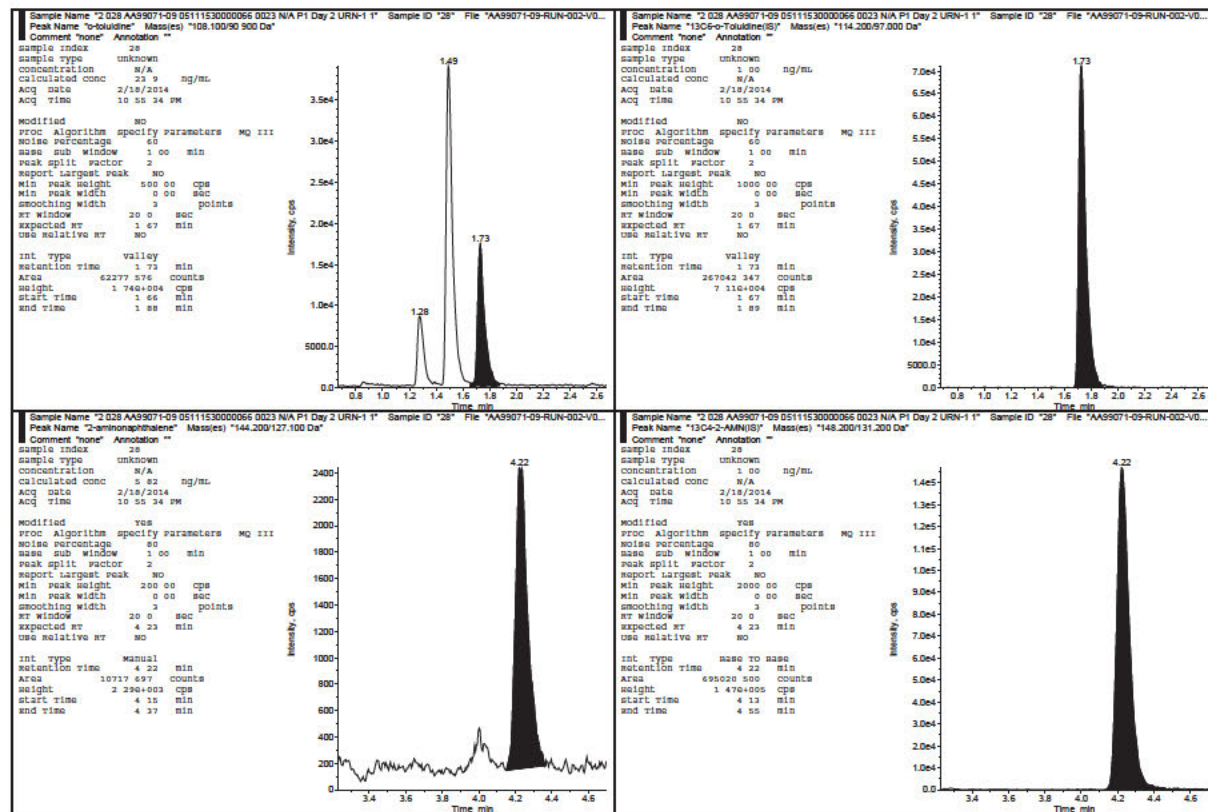 Sample Name "2 028 AA99071-09 05111530000066 0023 N/A P1 Day 2 URN-1 1" Sample ID "28" File "AA99071-09-RUN-002-V0...
Peak Name "o-toluidine" Mass(es) "108.100/90 900 Da"
Comment "none" Annotation ""
Sample Index 28
Sample Type Unknown
Concentration N/A
Calculated Conc 23 9 ng/mL
Acq Date 2/18/2014
Acq Time 10 55 34 PM
Modified NO
Proc Algorithm Specify Parameters MQ III
Noise Percentage 60
Base Sub Window 1 00 min
Peak Split Factor 2
Report Largest Peak NO
Min Peak Height 500 00 cps
Min Peak Width 0 00 sec
Smoothing Width 3 points
RT Window 20 0 sec
Expected RT 1 67 min
Use Relative RT NO
Int Type Valley
Retention Time 1 73 min
Area 62277 576 counts
Height 1 74e+004 cps
Start Time 1 66 min
End Time 1 88 min
Intensity, cps
3.5e4
3.0e4
2.5e4
2.0e4
1.5e4
1.0e4
5000.0
0.0
1.28
1.49
1.73
0.8 1.0 1.2 1.4 1.6 1.8 2.0 2.2 2.4 2.6
Time min
Sample Name "2 028 AA99071-09 05111530000066 0023 N/A P1 Day 2 URN-1 1" Sample ID "28" File "AA99071-09-RUN-002-V0...
Peak Name "13C6-o-Toluidine(IS)" Mass(es) "114.200/97.000 Da"
Comment "none" Annotation ""
Sample Index 28
Sample Type Unknown
Concentration 1 00 ng/mL
Calculated Conc N/A
Acq Date 2/18/2014
Acq Time 10 55 34 PM
Modified NO
Proc Algorithm Specify Parameters MQ III
Noise Percentage 60
Base Sub Window 1 00 min
Peak Split Factor 2
Report Largest Peak NO
Min Peak Height 1000 00 cps
Min Peak Width 0 00 sec
Smoothing Width 3 points
RT Window 20 0 sec
Expected RT 1 67 min
Use Relative RT NO
Int Type Valley
Retention Time 1 73 min
Area 267042 347 counts
Height 7 11e+004 cps
Start Time 1 67 min
End Time 1 89 min
Intensity, cps
7.0e4
6.5e4
6.0e4
5.5e4
5.0e4
4.5e4
4.0e4
3.5e4
3.0e4
2.5e4
2.0e4
1.5e4
1.0e4
5000.0
0.0
1.73
0.8 1.0 1.2 1.4 1.6 1.8 2.0 2.2 2.4 2.6
Time min
Sample Name "2 028 AA99071-09 05111530000066 0023 N/A P1 Day 2 URN-1 1" Sample ID "28" File "AA99071-09-RUN-002-V0...
Peak Name "2-aminonaphthalene" Mass(es) "144.200/127.100 Da"
Comment "none" Annotation ""
Sample Index 28
Sample Type Unknown
Concentration N/A
Calculated Conc 5 82 ng/mL
Acq Date 2/18/2014
Acq Time 10 55 34 PM
Modified Yes
Proc Algorithm Specify Parameters MQ III
Noise Percentage 80
Base Sub Window 1 00 min
Peak Split Factor 2
Report Largest Peak NO
Min Peak Height 200 00 cps
Min Peak Width 0 00 sec
Smoothing Width 3 points
RT Window 20 0 sec
Expected RT 4 23 min
Use Relative RT NO
Int Type Manual
Retention Time 4 22 min
Area 10717 697 counts
Height 2 29e+003 cps
Start Time 4 15 min
End Time 4 37 min
Intensity, cps
2400
2200
2000
1800
1600
1400
1200
1000
800
600
400
200
0
4.22
3.4 3.6 3.8 4.0 4.2 4.4 4.6
Time min
Sample Name "2 028 AA99071-09 05111530000066 0023 N/A P1 Day 2 URN-1 1" Sample ID "28" File "AA99071-09-RUN-002-V0...
Peak Name "13C4-2-AMN(IS)" Mass(es) "148.200/131.200 Da"
Comment "none" Annotation ""
Sample Index 28
Sample Type Unknown
Concentration 1 00 ng/mL
Calculated Conc N/A
Acq Date 2/18/2014
Acq Time 10 55 34 PM
Modified Yes
Proc Algorithm Specify Parameters MQ III
Noise Percentage 80
Base Sub Window 1 00 min
Peak Split Factor 2
Report Largest Peak NO
Min Peak Height 2000 00 cps
Min Peak Width 0 00 sec
Smoothing Width 3 points
RT Window 20 0 sec
Expected RT 4 23 min
Use Relative RT NO
Int Type Base To Base
Retention Time 4 22 min
Area 695020 500 counts
Height 1 47e+005 cps
Start Time 4 13 min
End Time 4 55 min
Intensity, cps
1.4e5
1.3e5
1.2e5
1.1e5
1.0e5
9.0e4
8.0e4
7.0e4
6.0e4
5.0e4
4.0e4
3.0e4
2.0e4
1.0e4
0.0
4.22
3.4 3.6 3.8 4.0 4.2 4.4 4.6
Time min